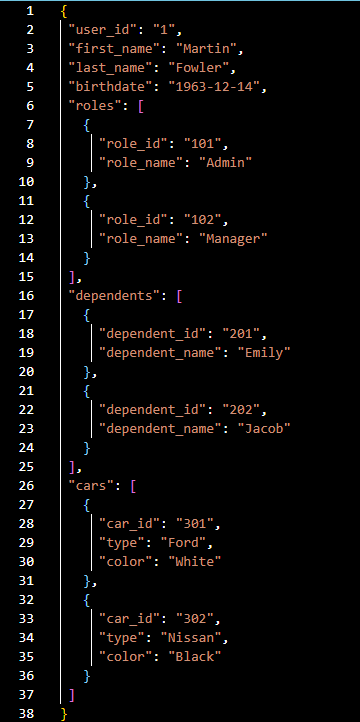 1 {
2 "user_id": "1",
3 "first_name": "Martin",
4 "last_name": "Fowler",
5 "birthdate": "1963-12-14",
6 "roles": [
7 {
8 "role_id": "101",
9 "role_name": "Admin"
10 },
11 {
12 "role_id": "102",
13 "role_name": "Manager"
14 }
15 ],
16 "dependents": [
17 {
18 "dependent_id": "201",
19 "dependent_name": "Emily"
20 },
21 {
22 "dependent_id": "202",
23 "dependent_name": "Jacob"
24 }
25 ],
26 "cars": [
27 {
28 "car_id": "301",
29 "type": "Ford",
30 "color": "White"
31 },
32 {
33 "car_id": "302",
34 "type": "Nissan",
35 "color": "Black"
36 }
37 ]
38 }